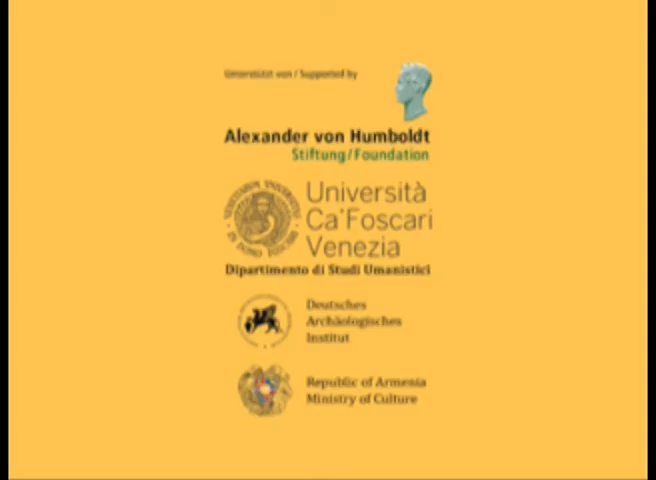 Unterstützt von / Supported by
Alexander von Humboldt
Stiftung/Foundation
Università
Ca'Foscari
Venezia
Dipartimento di Studi Umanistici
Deutsches
Archäologisches
Institut
Republic of Armenia
Ministry of Culture